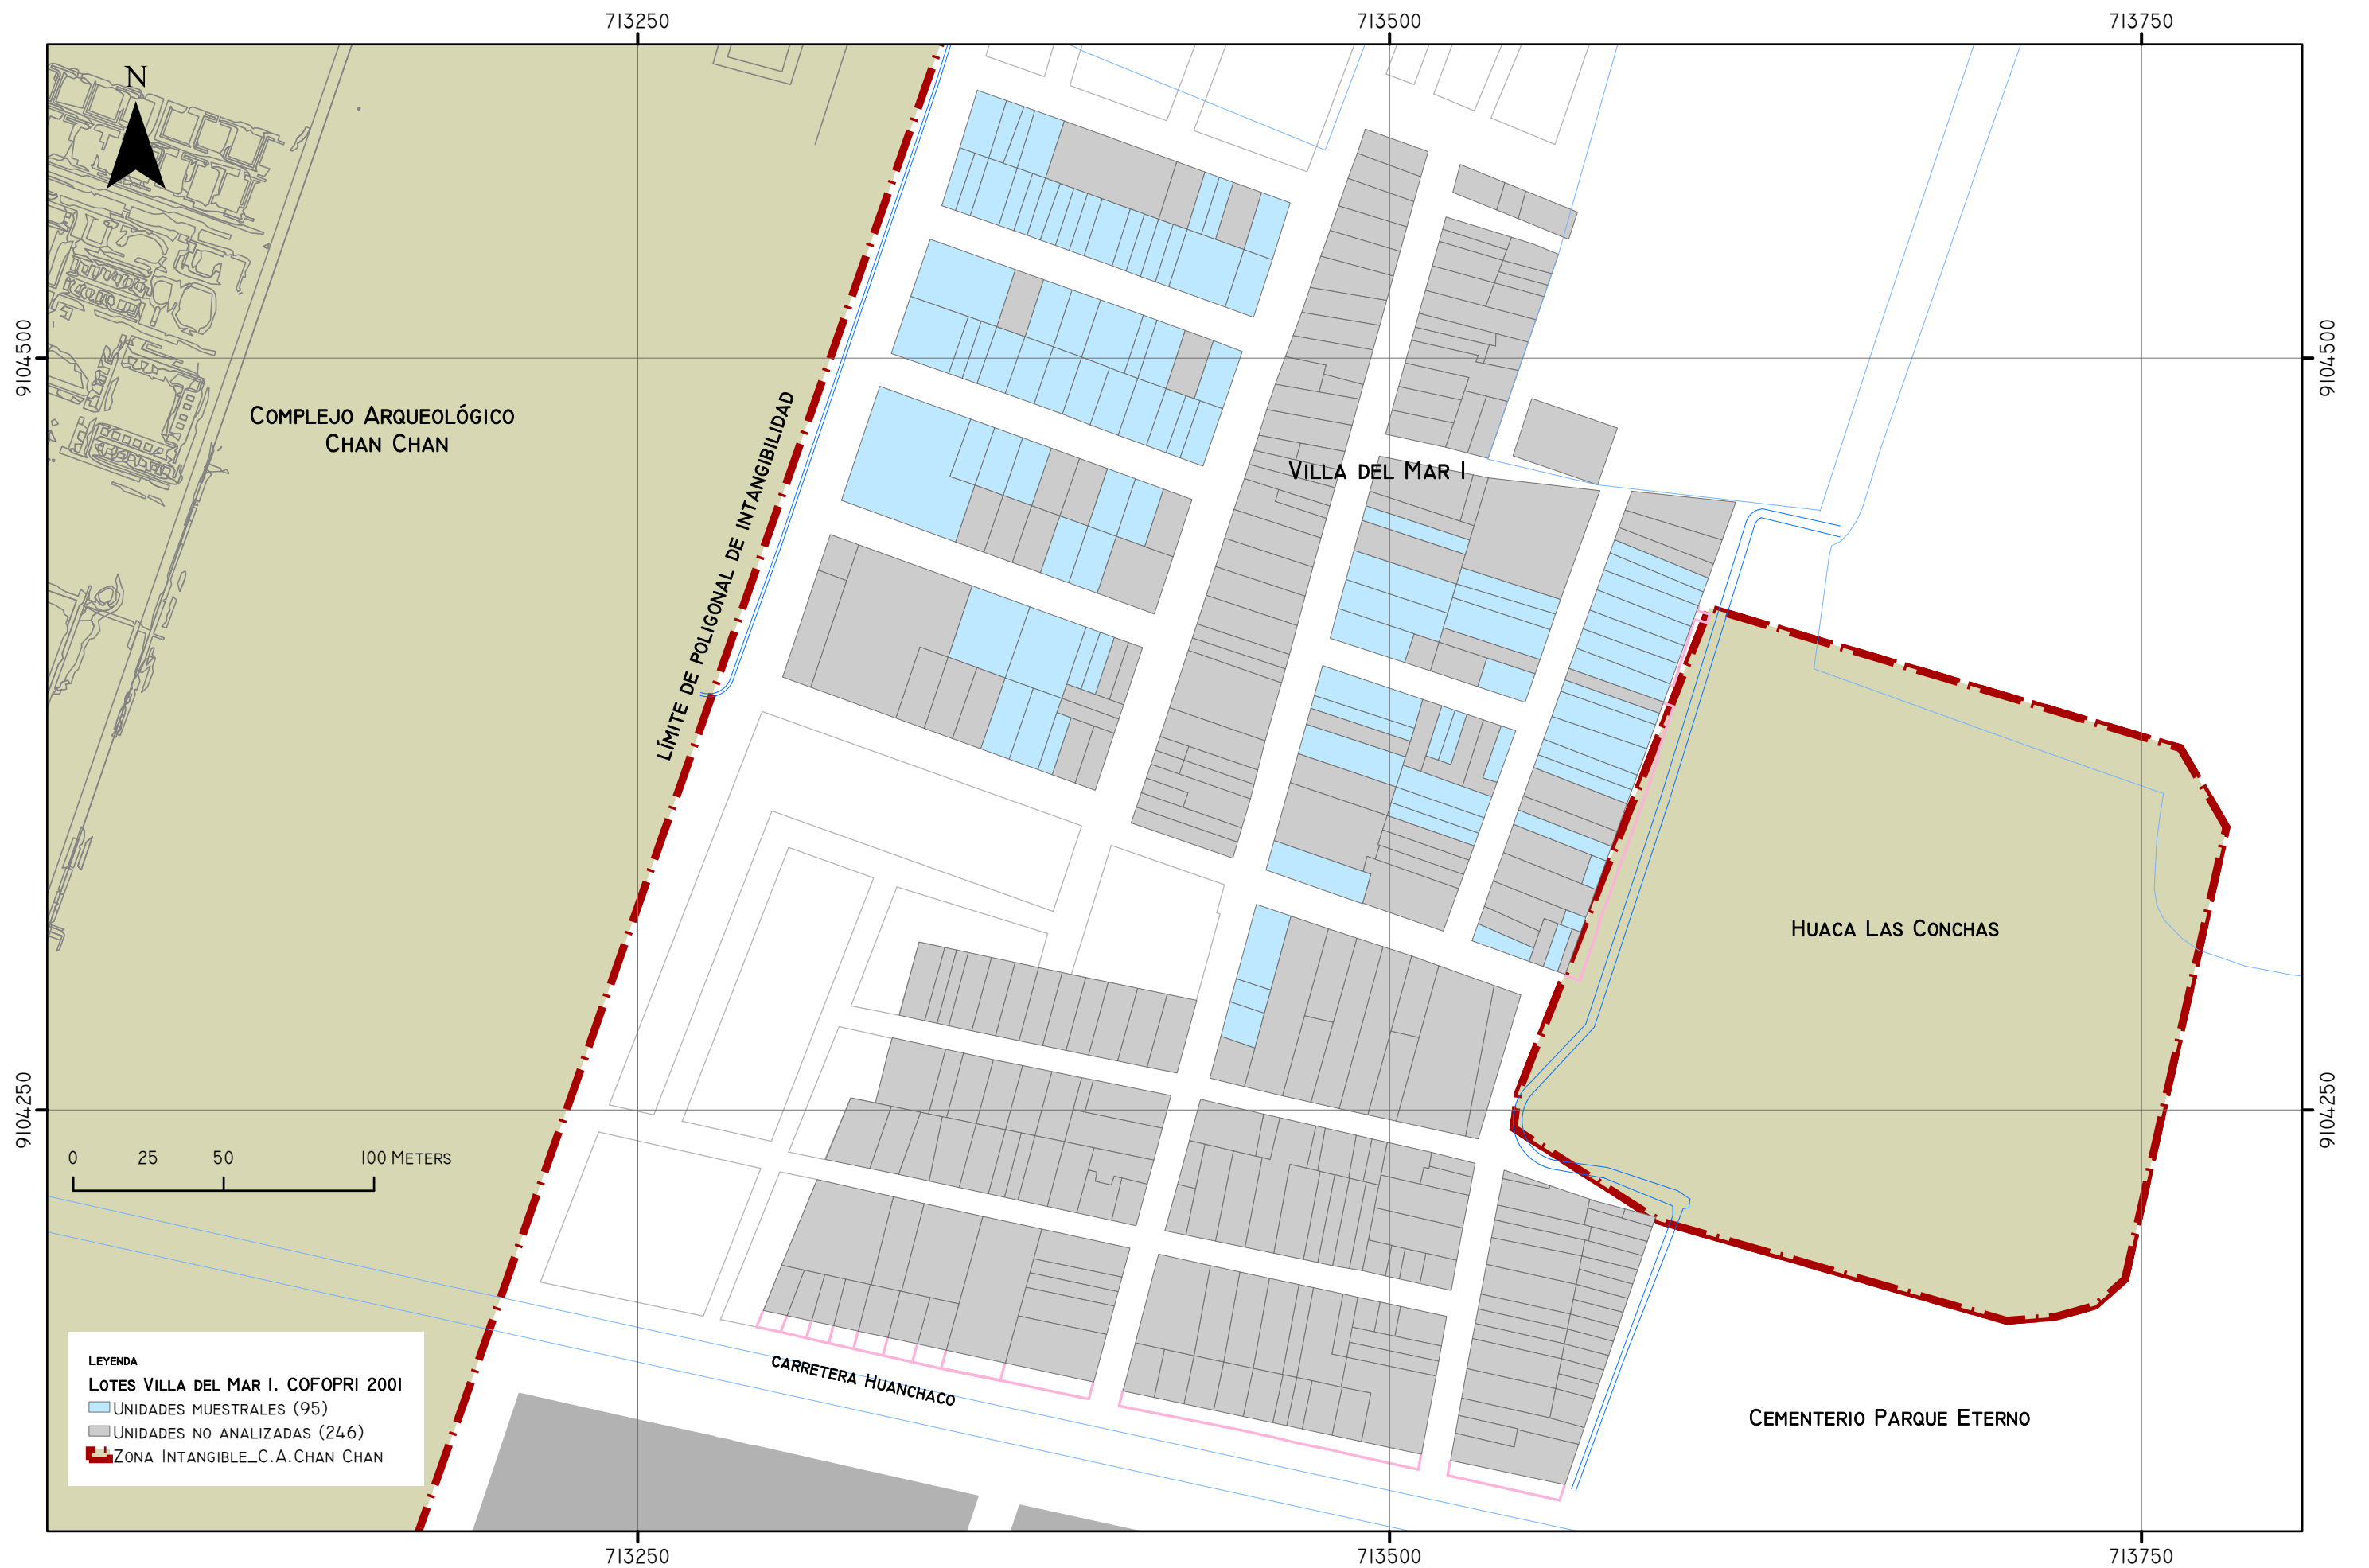 713250 713500 713750
N
9104500 9104500
Complejo Arqueológico
Chan Chan
Límite de poligonal de intangibilidad
Villa del Mar I
Huaca Las Conchas
9104250 9104250
0 25 50 100 Meters
Carretera Huanchaco
Cementerio Parque Eterno
Leyenda
Lotes Villa del Mar I. COFOPRI 2001
Unidades muestrales (95)
Unidades no analizadas (246)
Zona Intangible_C.A.Chan Chan
713250 713500 713750